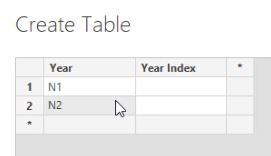 Create Table
Year Year Index *
1 N1
2 N2
*